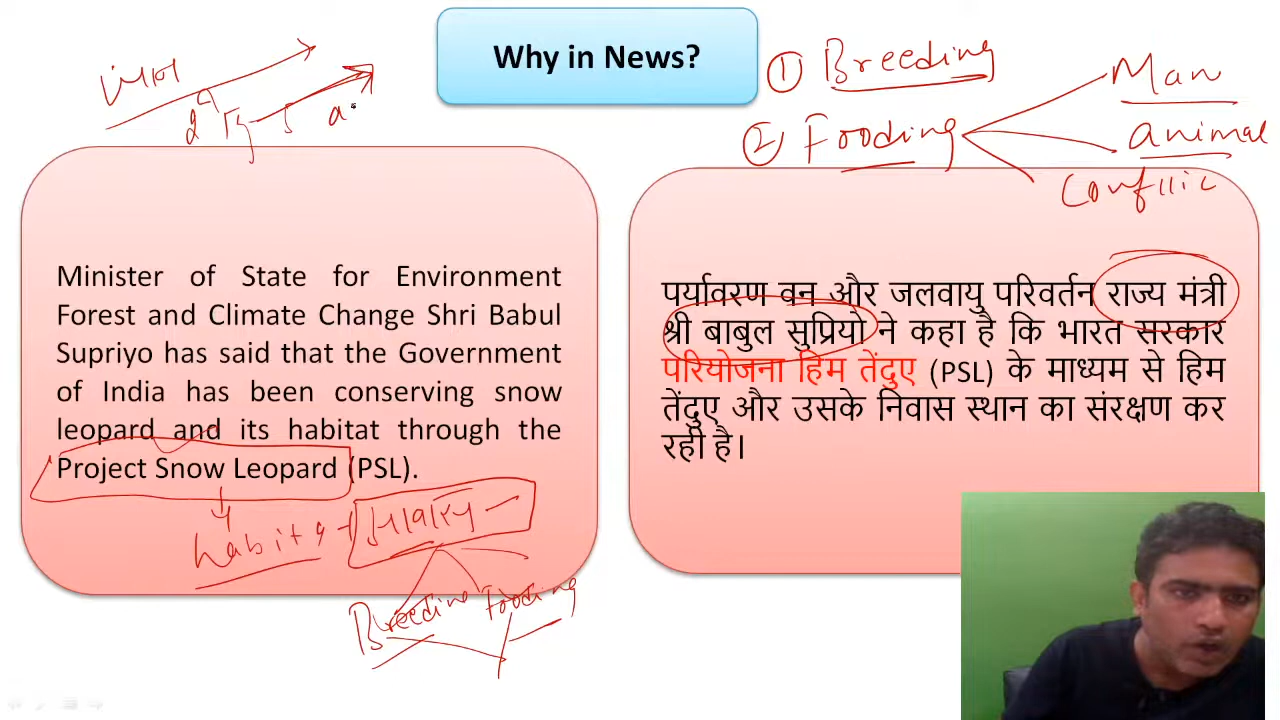 Why in News?
① Breeding
Man
② Fooding
animal
Conflic
Minister of State for Environment
Forest and Climate Change Shri Babul
Supriyo has said that the Government
of India has been conserving snow
leopard and its habitat through the
Project Snow Leopard (PSL).
habit
Breeding Fooding
पर्यावरण वन और जलवायु परिवर्तन राज्य मंत्री
श्री बाबुल सुप्रियो ने कहा है कि भारत सरकार
परियोजना हिम तेंदुए (PSL) के माध्यम से हिम
तेंदुए और उसके निवास स्थान का संरक्षण कर
रही है।